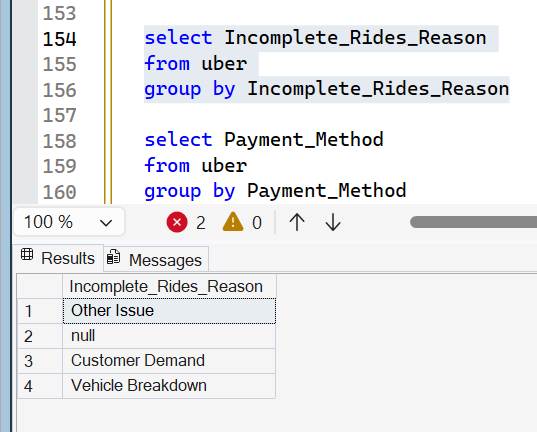 153
154 select Incomplete_Rides_Reason
155 from uber
156 group by Incomplete_Rides_Reason
157
158 select Payment_Method
159 from uber
160 group by Payment_Method
100 % 2 0
Results Messages
Incomplete_Rides_Reason
1 Other Issue
2 null
3 Customer Demand
4 Vehicle Breakdown